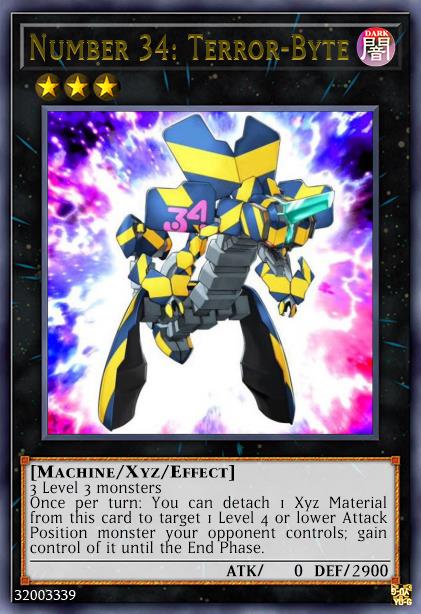 Number 34: Terror-Byte
DARK
闇
34
[Machine/Xyz/Effect]
3 Level 3 monsters
Once per turn: You can detach 1 Xyz Material
from this card to target 1 Level 4 or lower Attack
Position monster your opponent controls; gain
control of it until the End Phase.
ATK/ 0 DEF/2900
32003339